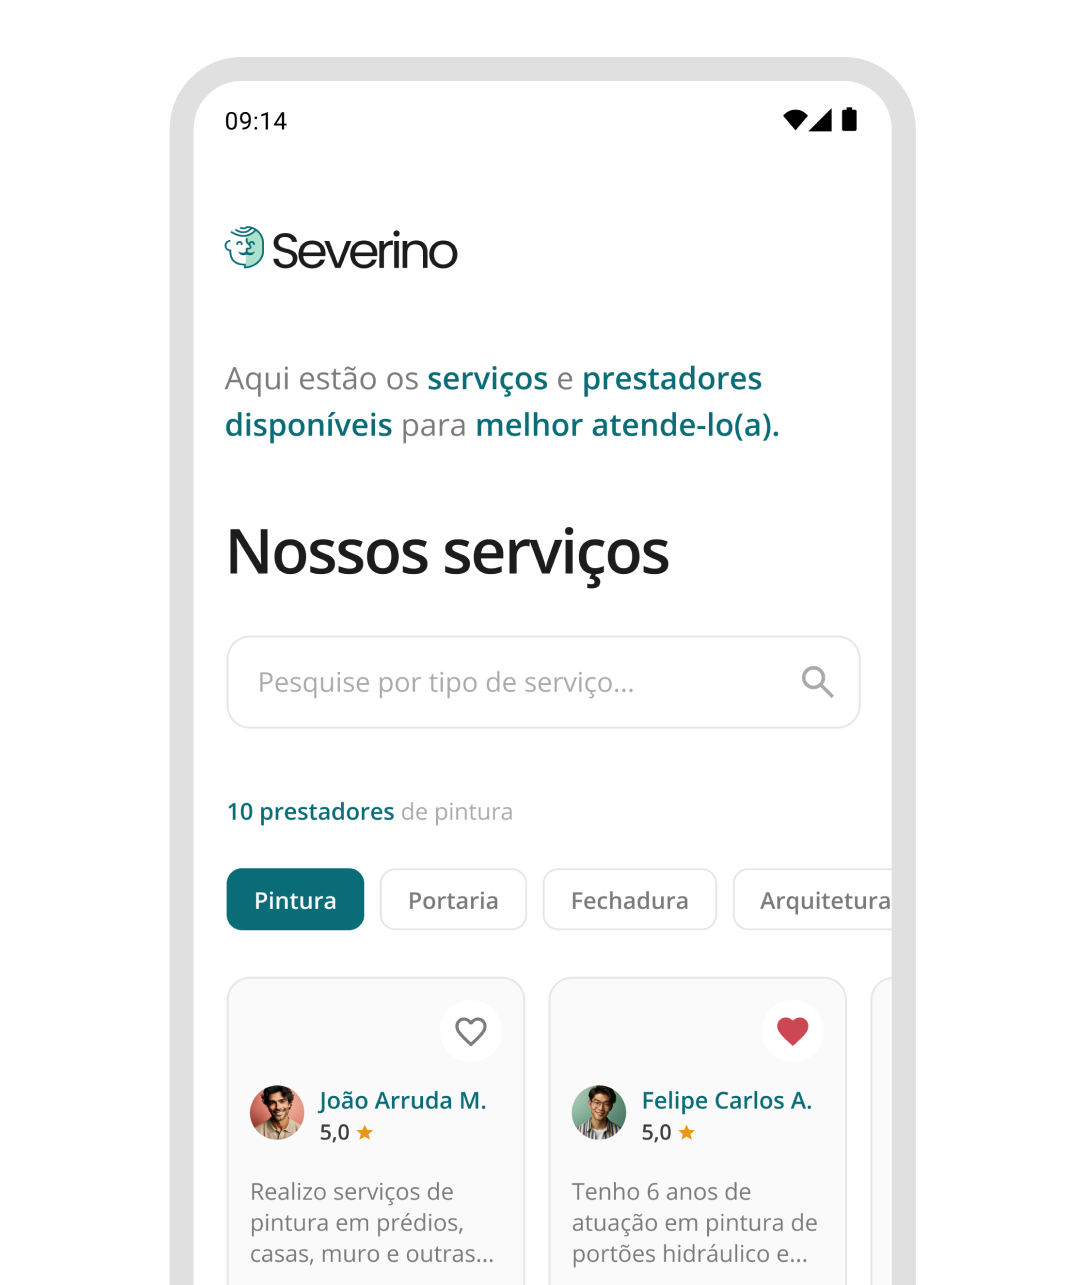 09:14
Severino
Aqui estão os serviços e prestadores
disponíveis para melhor atende-lo(a).
Nossos serviços
Pesquise por tipo de serviço...
10 prestadores de pintura
Pintura
Portaria
Fechadura
Arquitetura
João Arruda M.
5,0
Realizo serviços de
pintura em prédios,
casas, muro e outras...
Felipe Carlos A.
5,0
Tenho 6 anos de
atuação em pintura de
portões hidráulico e...